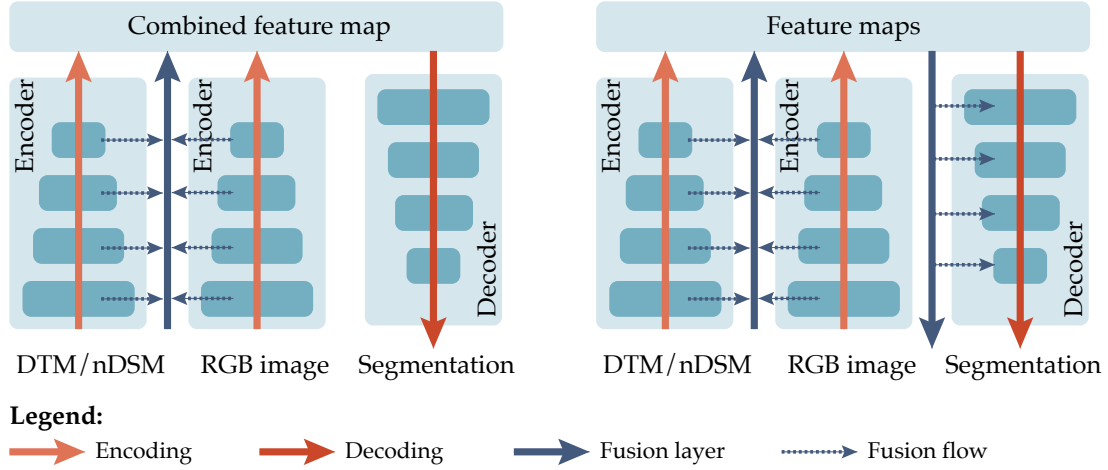 Combined feature map
Encoder
Encoder
Decoder
DTM/nDSM
RGB image
Segmentation
Feature maps
Encoder
Encoder
Decoder
DTM/nDSM
RGB image
Segmentation
Legend:
Encoding
Decoding
Fusion layer
Fusion flow